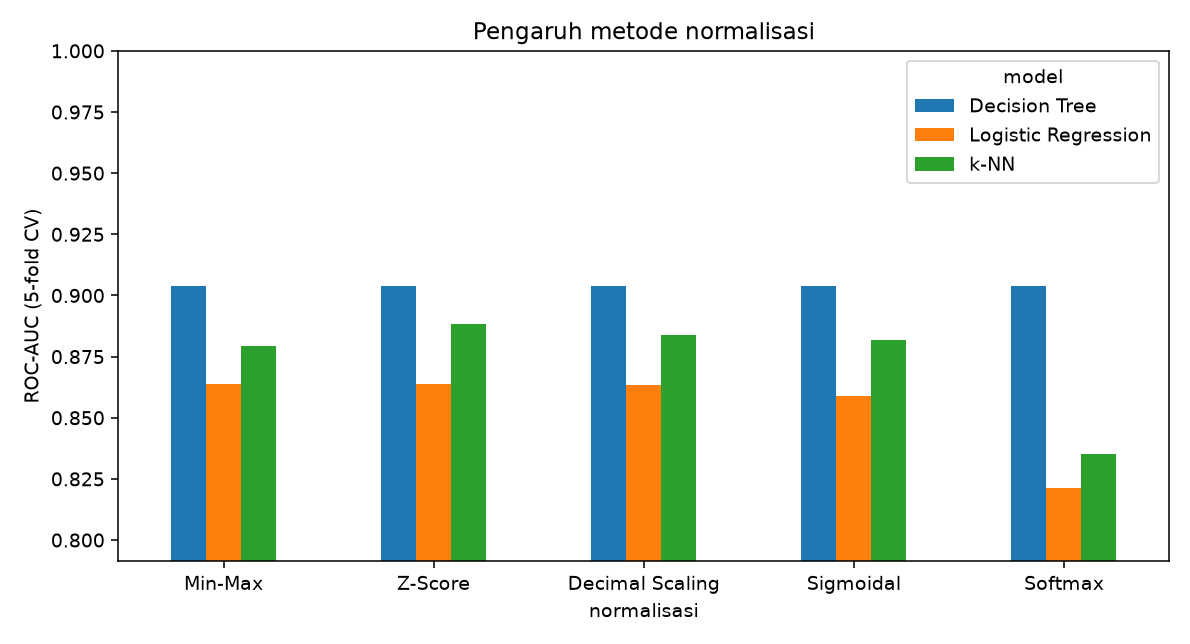 Pengaruh metode normalisasi
ROC-AUC (5-fold CV)
1.000
0.975
0.950
0.925
0.900
0.875
0.850
0.825
0.800
model
Decision Tree
Logistic Regression
k-NN
Min-Max
Z-Score
Decimal Scaling
Sigmoidal
Softmax
normalisasi